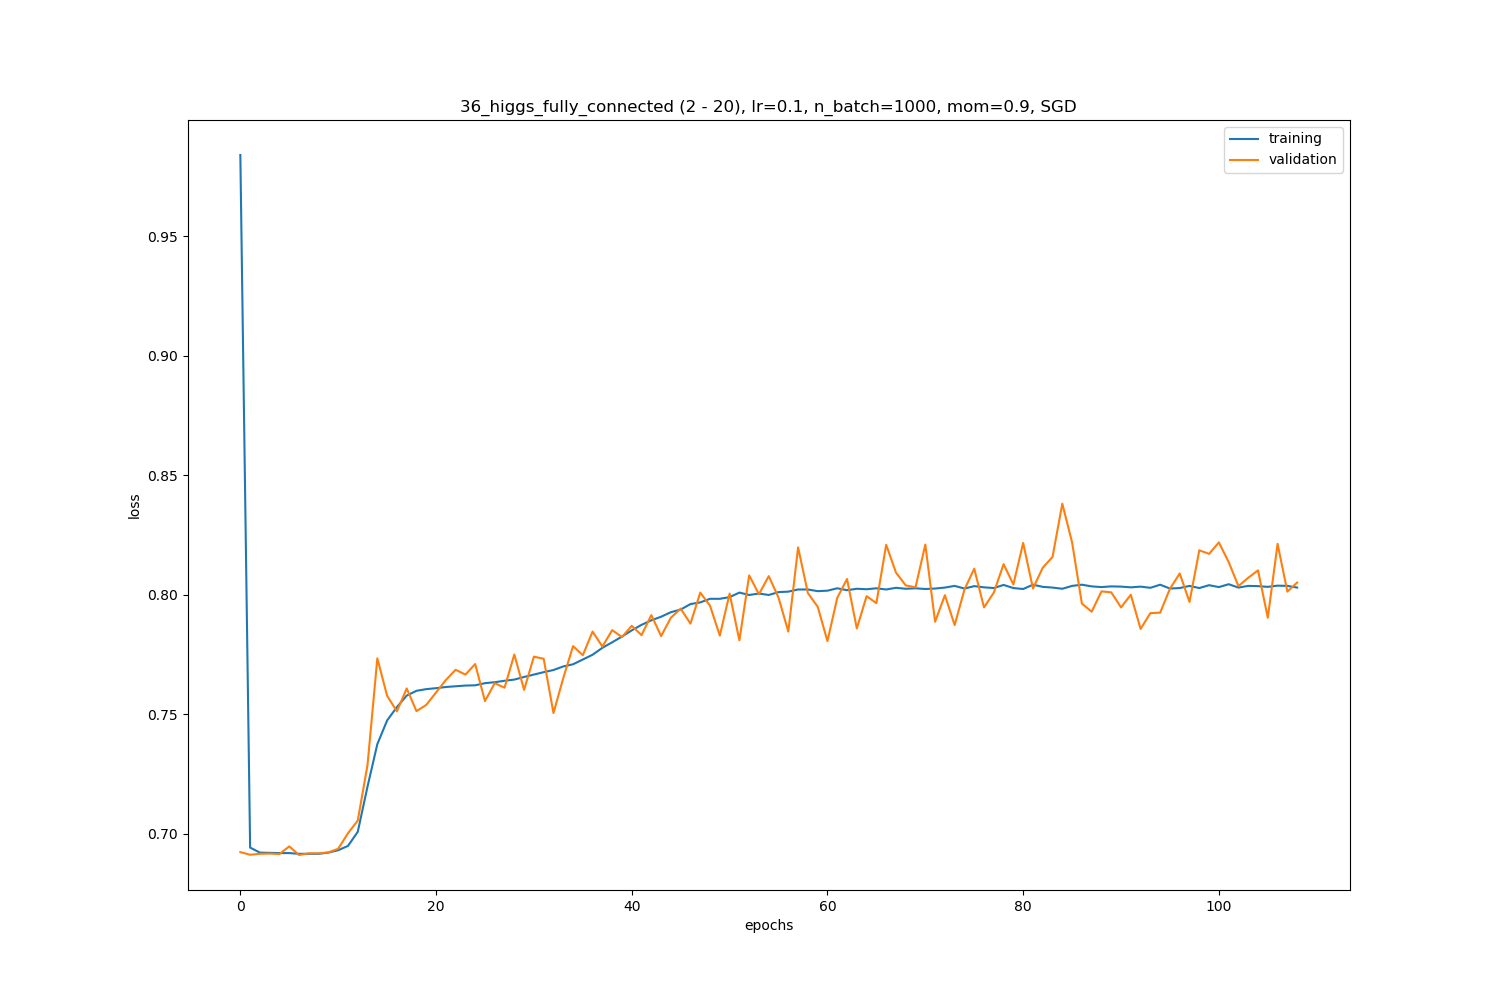 36_higgs_fully_connected (2 - 20), lr=0.1, n_batch=1000, mom=0.9, SGD
training
validation
0.95
0.90
0.85
0.80
0.75
0.70
loss
0 20 40 60 80 100
epochs